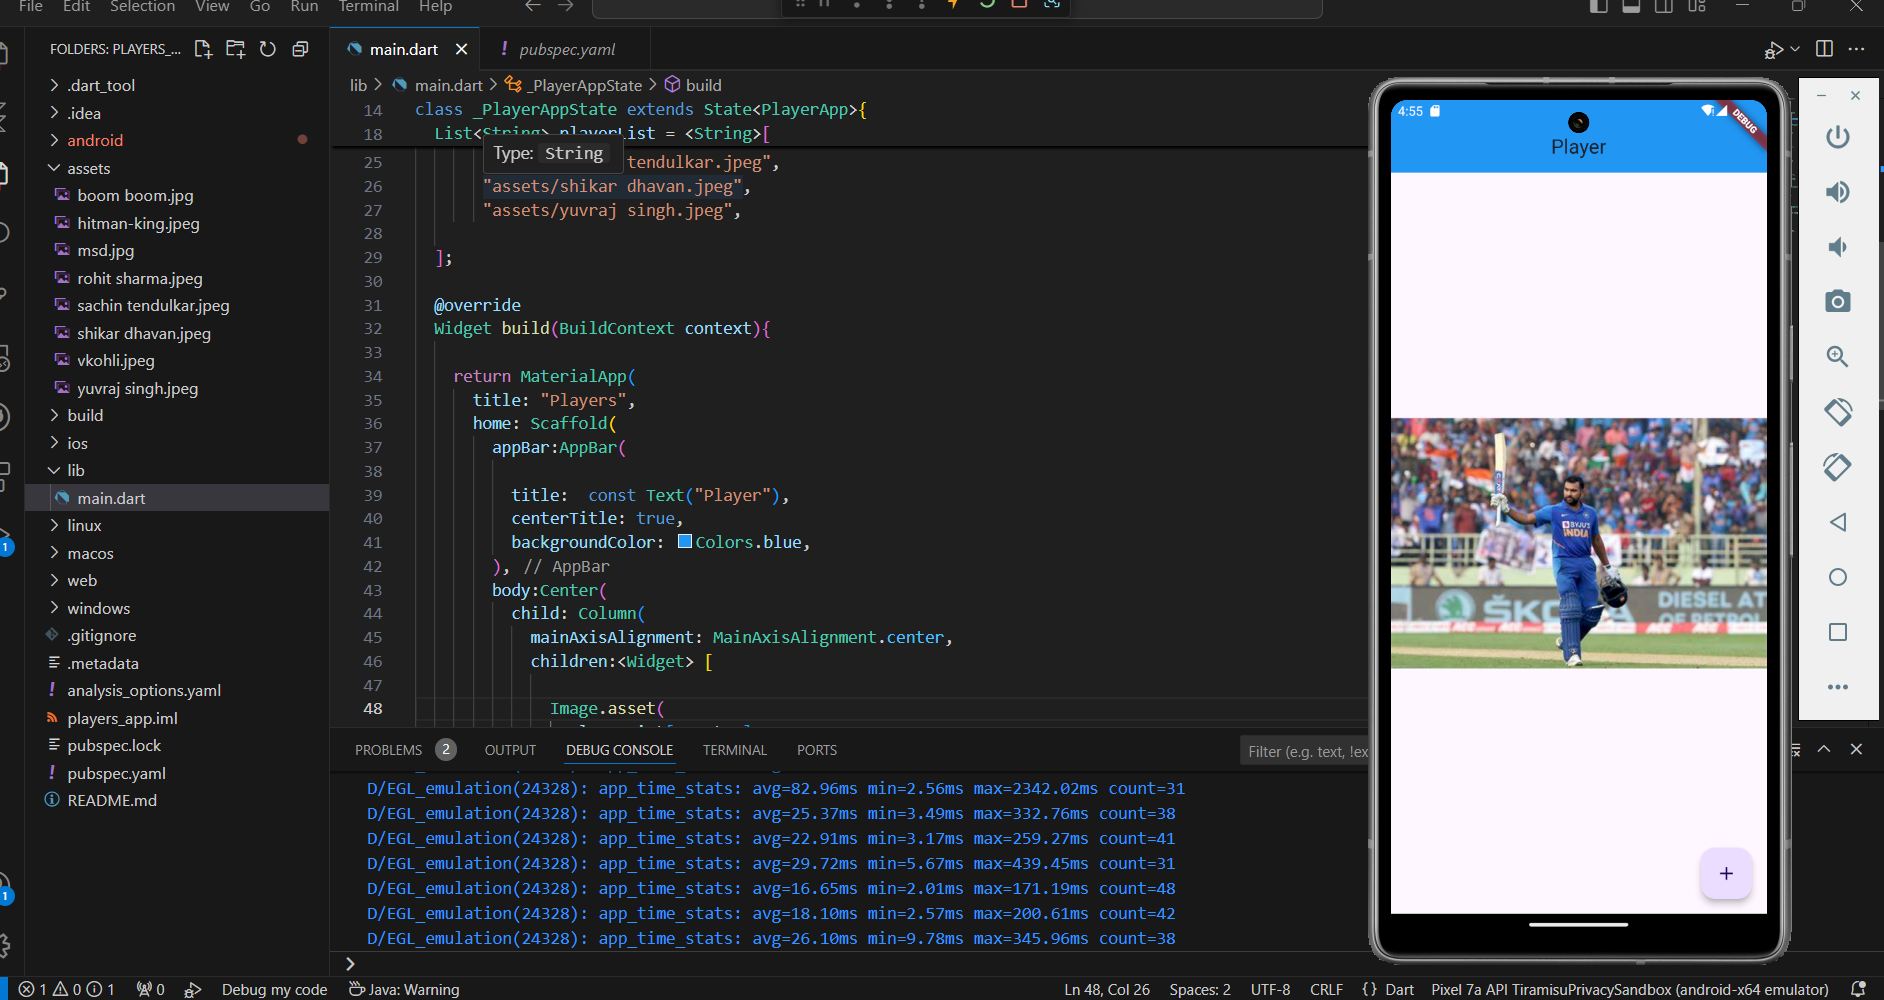 File Edit Selection View Go Run Terminal Help
FOLDERS: PLAYERS_...
.dart_tool
.idea
android
assets
boom boom.jpg
hitman-king.jpeg
msd.jpg
rohit sharma.jpeg
sachin tendulkar.jpeg
shikar dhavan.jpeg
vkohli.jpeg
yuvraj singh.jpeg
build
ios
lib
main.dart
linux
macos
web
windows
.gitignore
.metadata
analysis_options.yaml
players_app.iml
pubspec.lock
pubspec.yaml
README.md
1
1
main.dart
pubspec.yaml
lib > main.dart > _PlayerAppState > build
14 class _PlayerAppState extends State<PlayerApp>{
18 List<String> playerList = <String>[
Type: String
25 tendulkar.jpeg",
26 "assets/shikar dhavan.jpeg",
27 "assets/yuvraj singh.jpeg",
28
29 ];
30
31 @override
32 Widget build(BuildContext context){
33
34 return MaterialApp(
35 title: "Players",
36 home: Scaffold(
37 appBar:AppBar(
38
39 title:  const Text("Player"),
40 centerTitle: true,
41 backgroundColor: Colors.blue,
42 ), // AppBar
43 body:Center(
44 child: Column(
45 mainAxisAlignment: MainAxisAlignment.center,
46 children:<Widget> [
47
48 Image.asset(
PROBLEMS 2 OUTPUT DEBUG CONSOLE TERMINAL PORTS
Filter (e.g. text, !ex
D/EGL_emulation(24328): app_time_stats: avg=82.96ms min=2.56ms max=2342.02ms count=31
D/EGL_emulation(24328): app_time_stats: avg=25.37ms min=3.49ms max=332.76ms count=38
D/EGL_emulation(24328): app_time_stats: avg=22.91ms min=3.17ms max=259.27ms count=41
D/EGL_emulation(24328): app_time_stats: avg=29.72ms min=5.67ms max=439.45ms count=31
D/EGL_emulation(24328): app_time_stats: avg=16.65ms min=2.01ms max=171.19ms count=48
D/EGL_emulation(24328): app_time_stats: avg=18.10ms min=2.57ms max=200.61ms count=42
D/EGL_emulation(24328): app_time_stats: avg=26.10ms min=9.78ms max=345.96ms count=38
4:55
DEBUG
Player
BYJU'S
INDIA
ŠKODA
DIESEL AT
OF PETROL
1 0 1 0 Debug my code Java: Warning Ln 48, Col 26 Spaces: 2 UTF-8 CRLF {} Dart Pixel 7a API TiramisuPrivacySandbox (android-x64 emulator)